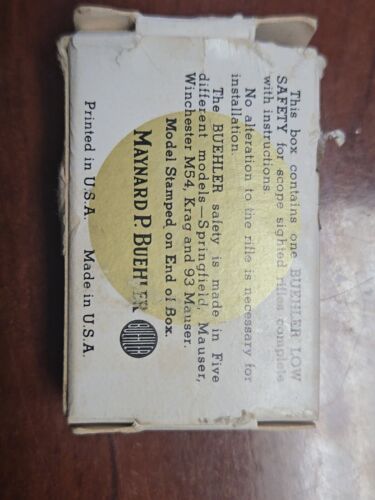 This box contains one BUEHLER LOW
SAFETY for scope sighted rifles complete
with instructions.
No alteration to the rifle is necessary for
installation.
The BUEHLER safety is made in Five
different models—Springfield, Mauser,
Winchester M54, Krag and 93 Mauser.
Model Stamped on End of Box.
MAYNARD P. BUEHLER
BUEHLER
Printed in U.S.A. Made in U.S.A.